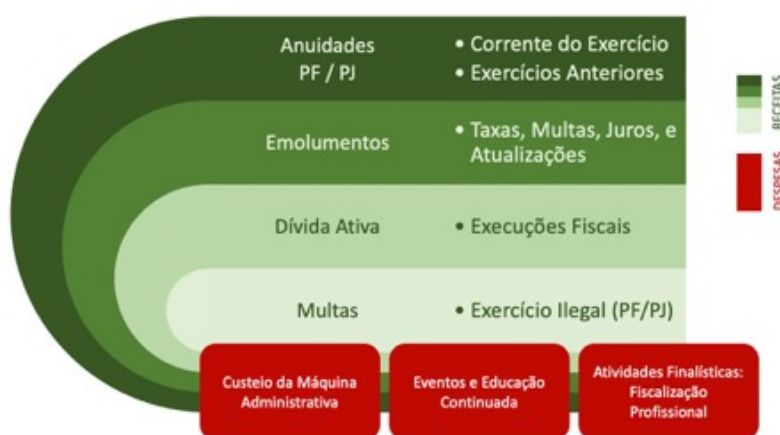 Anuidades
PF / PJ
• Corrente do Exercício
• Exercícios Anteriores
Emolumentos
• Taxas, Multas, Juros, e
Atualizações
Dívida Ativa
• Execuções Fiscais
Multas
• Exercício Ilegal (PF/PJ)
Custeio da Máquina
Administrativa
Eventos e Educação
Continuada
Atividades Finalísticas:
Fiscalização
Profissional
RECEITAS
DESPESAS